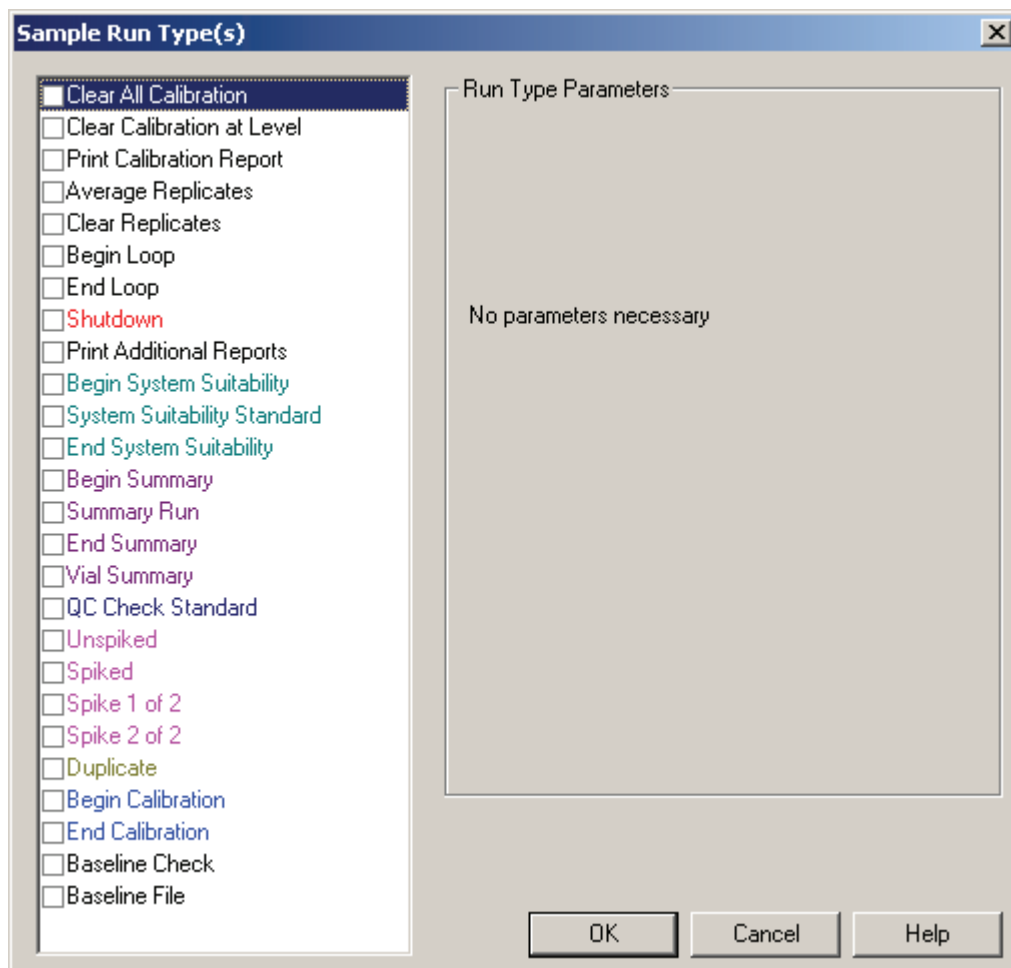 Sample Run Type(s)
Clear All Calibration
Clear Calibration at Level
Print Calibration Report
Average Replicates
Clear Replicates
Begin Loop
End Loop
Shutdown
Print Additional Reports
Begin System Suitability
System Suitability Standard
End System Suitability
Begin Summary
Summary Run
End Summary
Vial Summary
QC Check Standard
Unspiked
Spiked
Spike 1 of 2
Spike 2 of 2
Duplicate
Begin Calibration
End Calibration
Baseline Check
Baseline File
Run Type Parameters
No parameters necessary
OK Cancel Help